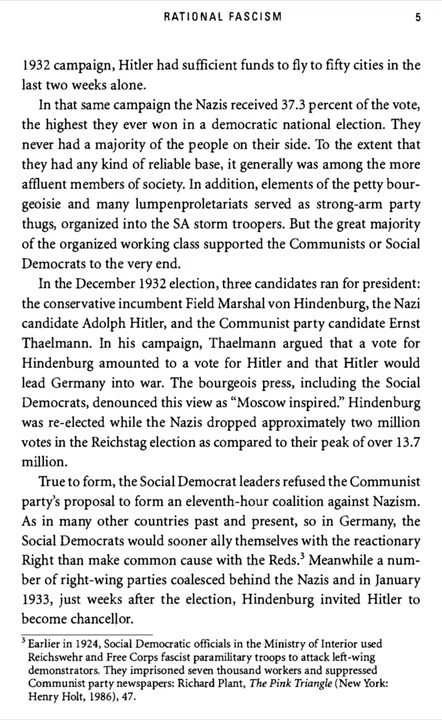 RATIONAL FASCISM 5
1932 campaign, Hitler had sufficient funds to fly to fifty cities in the
last two weeks alone.
In that same campaign the Nazis received 37.3 percent of the vote,
the highest they ever won in a democratic national election. They
never had a majority of the people on their side. To the extent that
they had any kind of reliable base, it generally was among the more
affluent members of society. In addition, elements of the petty bour-
geoisie and many lumpenproletariats served as strong-arm party
thugs, organized into the SA storm troopers. But the great majority
of the organized working class supported the Communists or Social
Democrats to the very end.
In the December 1932 election, three candidates ran for president:
the conservative incumbent Field Marshal von Hindenburg, the Nazi
candidate Adolph Hitler, and the Communist party candidate Ernst
Thaelmann. In his campaign, Thaelmann argued that a vote for
Hindenburg amounted to a vote for Hitler and that Hitler would
lead Germany into war. The bourgeois press, including the Social
Democrats, denounced this view as “Moscow inspired.” Hindenburg
was re-elected while the Nazis dropped approximately two million
votes in the Reichstag election as compared to their peak of over 13.7
million.
True to form, the Social Democrat leaders refused the Communist
party’s proposal to form an eleventh-hour coalition against Nazism.
As in many other countries past and present, so in Germany, the
Social Democrats would sooner ally themselves with the reactionary
Right than make common cause with the Reds.³ Meanwhile a num-
ber of right-wing parties coalesced behind the Nazis and in January
1933, just weeks after the election, Hindenburg invited Hitler to
become chancellor.
³ Earlier in 1924, Social Democratic officials in the Ministry of Interior used
Reichswehr and Free Corps fascist paramilitary troops to attack left-wing
demonstrators. They imprisoned seven thousand workers and suppressed
Communist party newspapers: Richard Plant, The Pink Triangle (New York:
Henry Holt, 1986), 47.